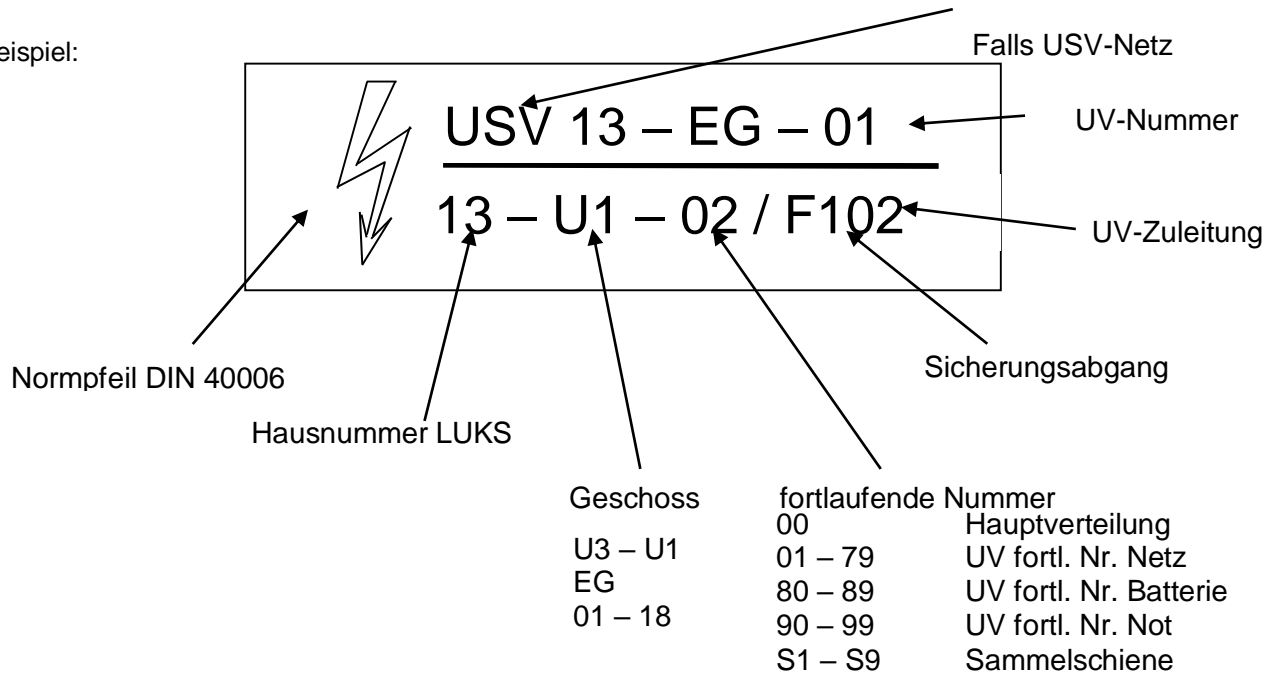 Falls USV-Netz
eispiel:
USV 13 – EG – 01
UV-Nummer
13 – U1 – 02 / F102
UV-Zuleitung
Normpfeil DIN 40006
Sicherungsabgang
Hausnummer LUKS
Geschoss
U3 – U1
EG
01 – 18
fortlaufende Nummer
00 Hauptverteilung
01 – 79 UV fortl. Nr. Netz
80 – 89 UV fortl. Nr. Batterie
90 – 99 UV fortl. Nr. Not
S1 – S9 Sammelschiene